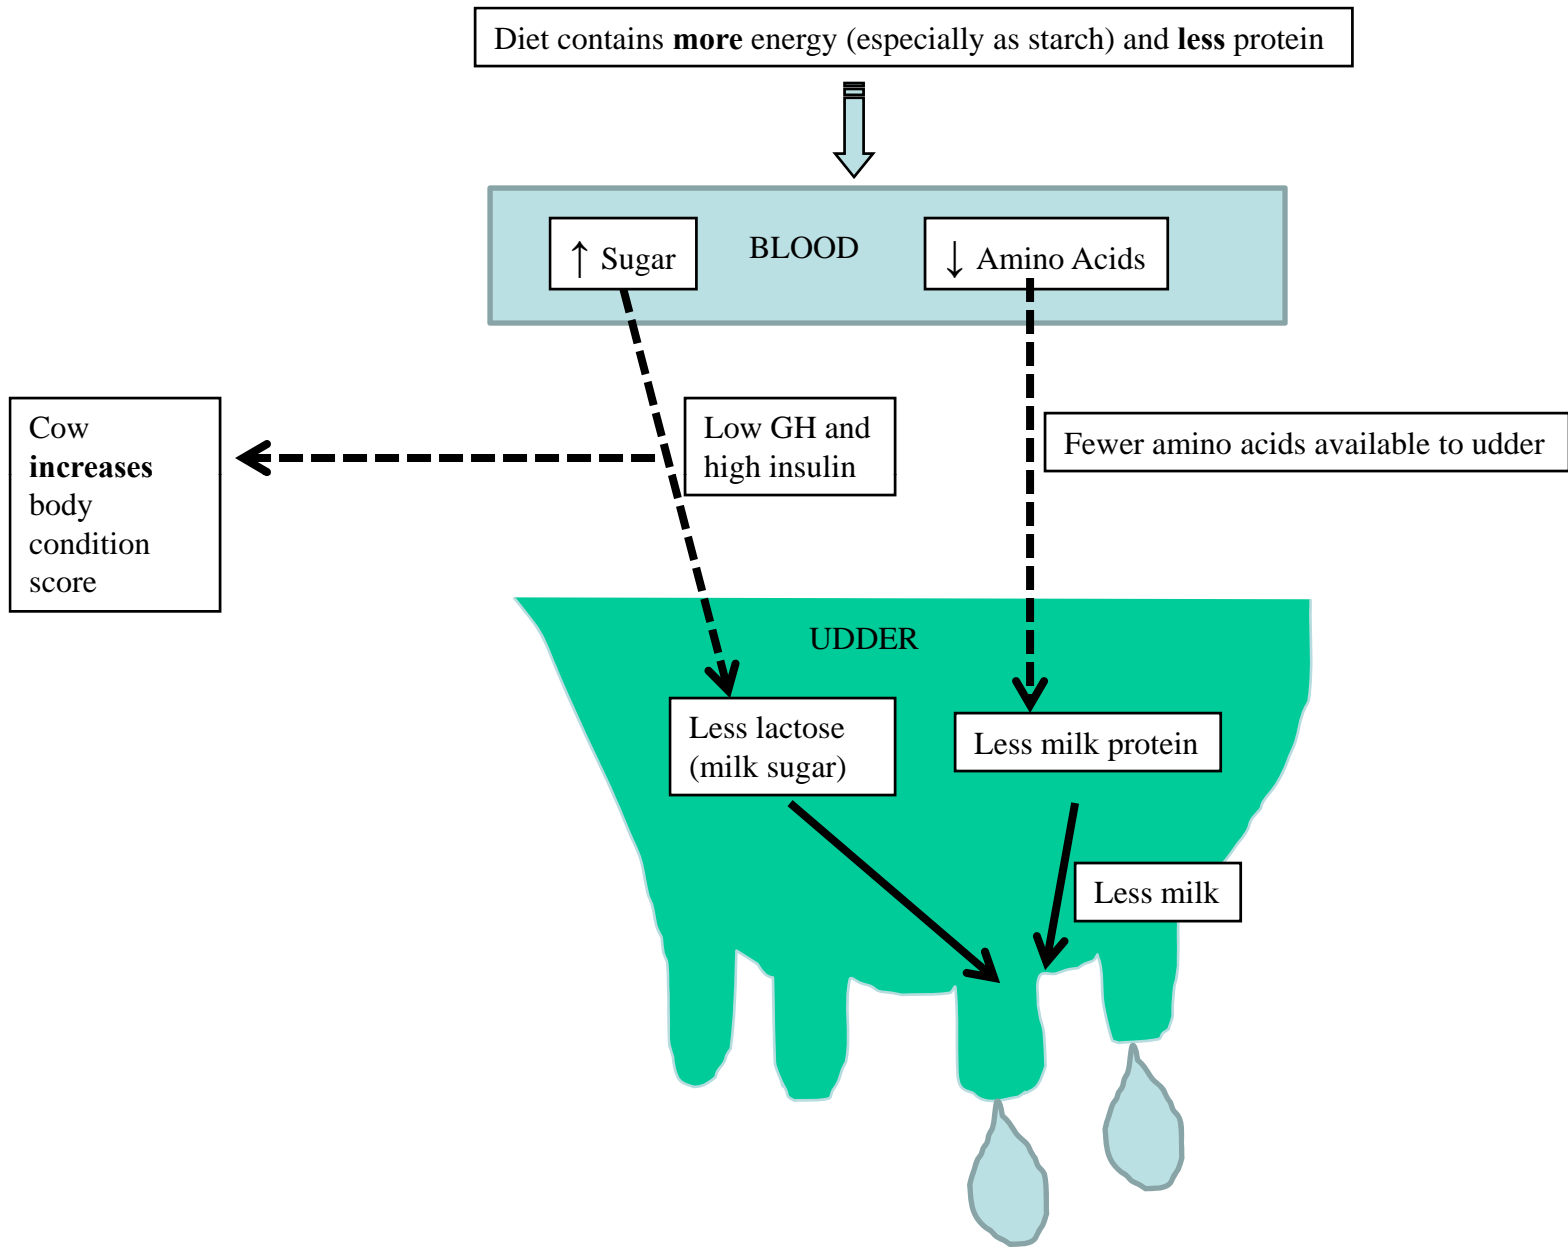 Diet contains more energy (especially as starch) and less protein
↑ Sugar
BLOOD
↓ Amino Acids
Cow
increases
body
condition
score
Low GH and
high insulin
Fewer amino acids available to udder
UDDER
Less lactose
(milk sugar)
Less milk protein
Less milk